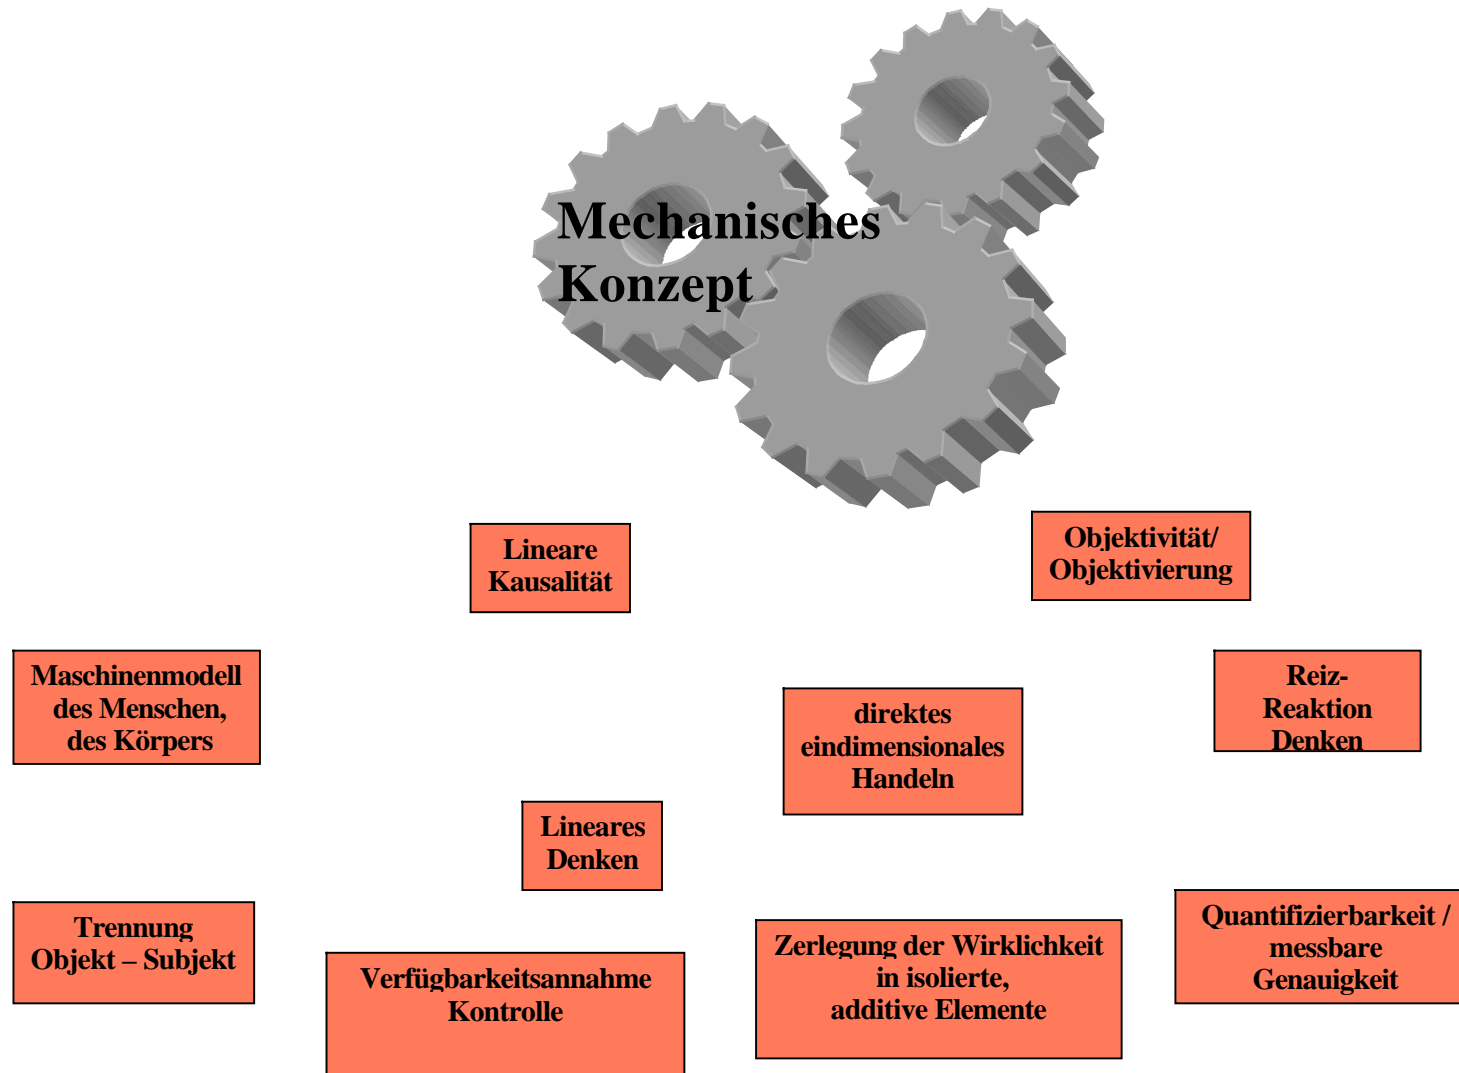 Mechanisches
Konzept
Lineare
Kausalität
Objektivität/
Objektivierung
Maschinenmodell
des Menschen,
des Körpers
direktes
eindimensionales
Handeln
Reiz-
Reaktion
Denken
Lineares
Denken
Trennung
Objekt – Subjekt
Verfügbarkeitsannahme
Kontrolle
Zerlegung der Wirklichkeit
in isolierte,
additive Elemente
Quantifizierbarkeit /
messbare
Genauigkeit